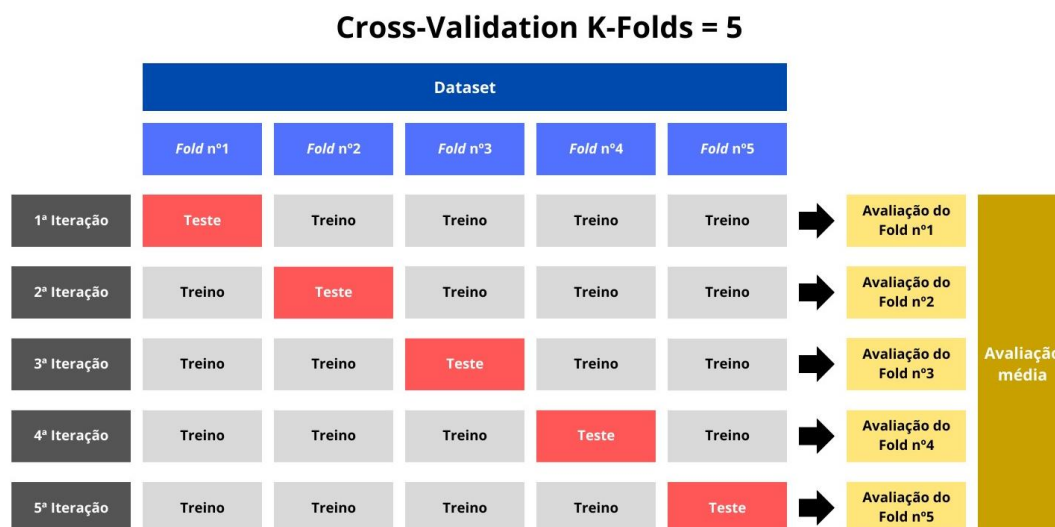 Cross-Validation K-Folds = 5
Dataset
Fold nº1 Fold nº2 Fold nº3 Fold nº4 Fold nº5
1ª Iteração Teste Treino Treino Treino Treino
Avaliação do
Fold nº1
2ª Iteração Treino Teste Treino Treino Treino
Avaliação do
Fold nº2
3ª Iteração Treino Treino Teste Treino Treino
Avaliação do
Fold nº3
4ª Iteração Treino Treino Treino Teste Treino
Avaliação do
Fold nº4
5ª Iteração Treino Treino Treino Treino Teste
Avaliação do
Fold nº5
Avaliação
média